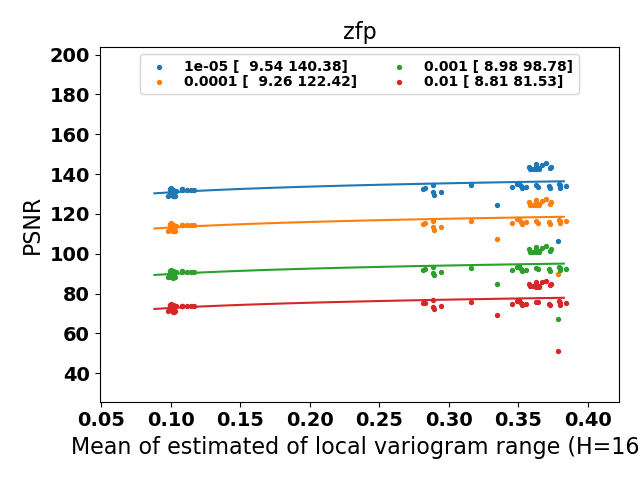 zfp
1e-05 [  9.54 140.38]
0.0001 [  9.26 122.42]
0.001 [ 8.98 98.78]
0.01 [ 8.81 81.53]
PSNR
200
180
160
140
120
100
80
60
40
0.05 0.10 0.15 0.20 0.25 0.30 0.35 0.40
Mean of estimated of local variogram range (H=16